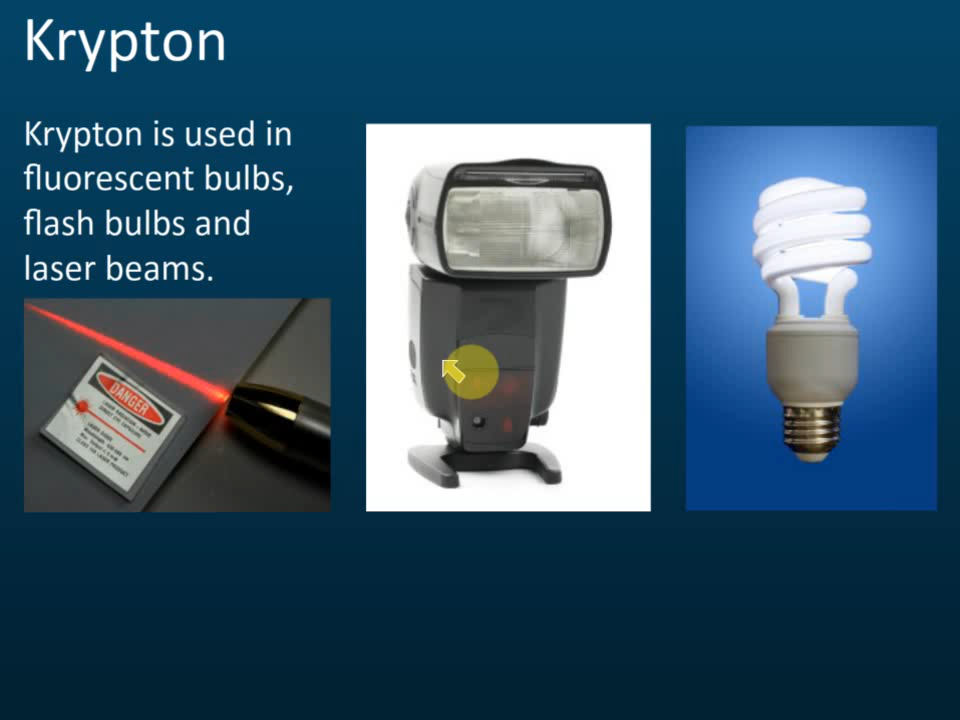 Krypton
Krypton is used in
fluorescent bulbs,
flash bulbs and
laser beams.
DANGER